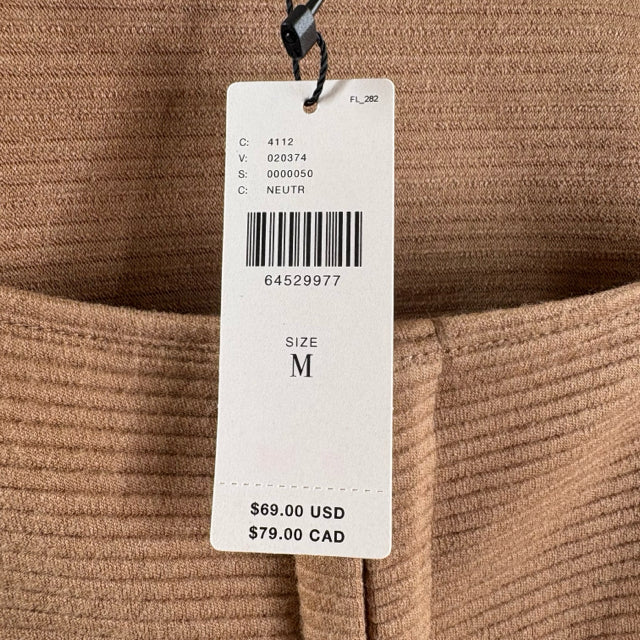 FL_282
C: 4112
V: 020374
S: 0000050
C: NEUTR
64529977
SIZE
M
$69.00 USD
$79.00 CAD